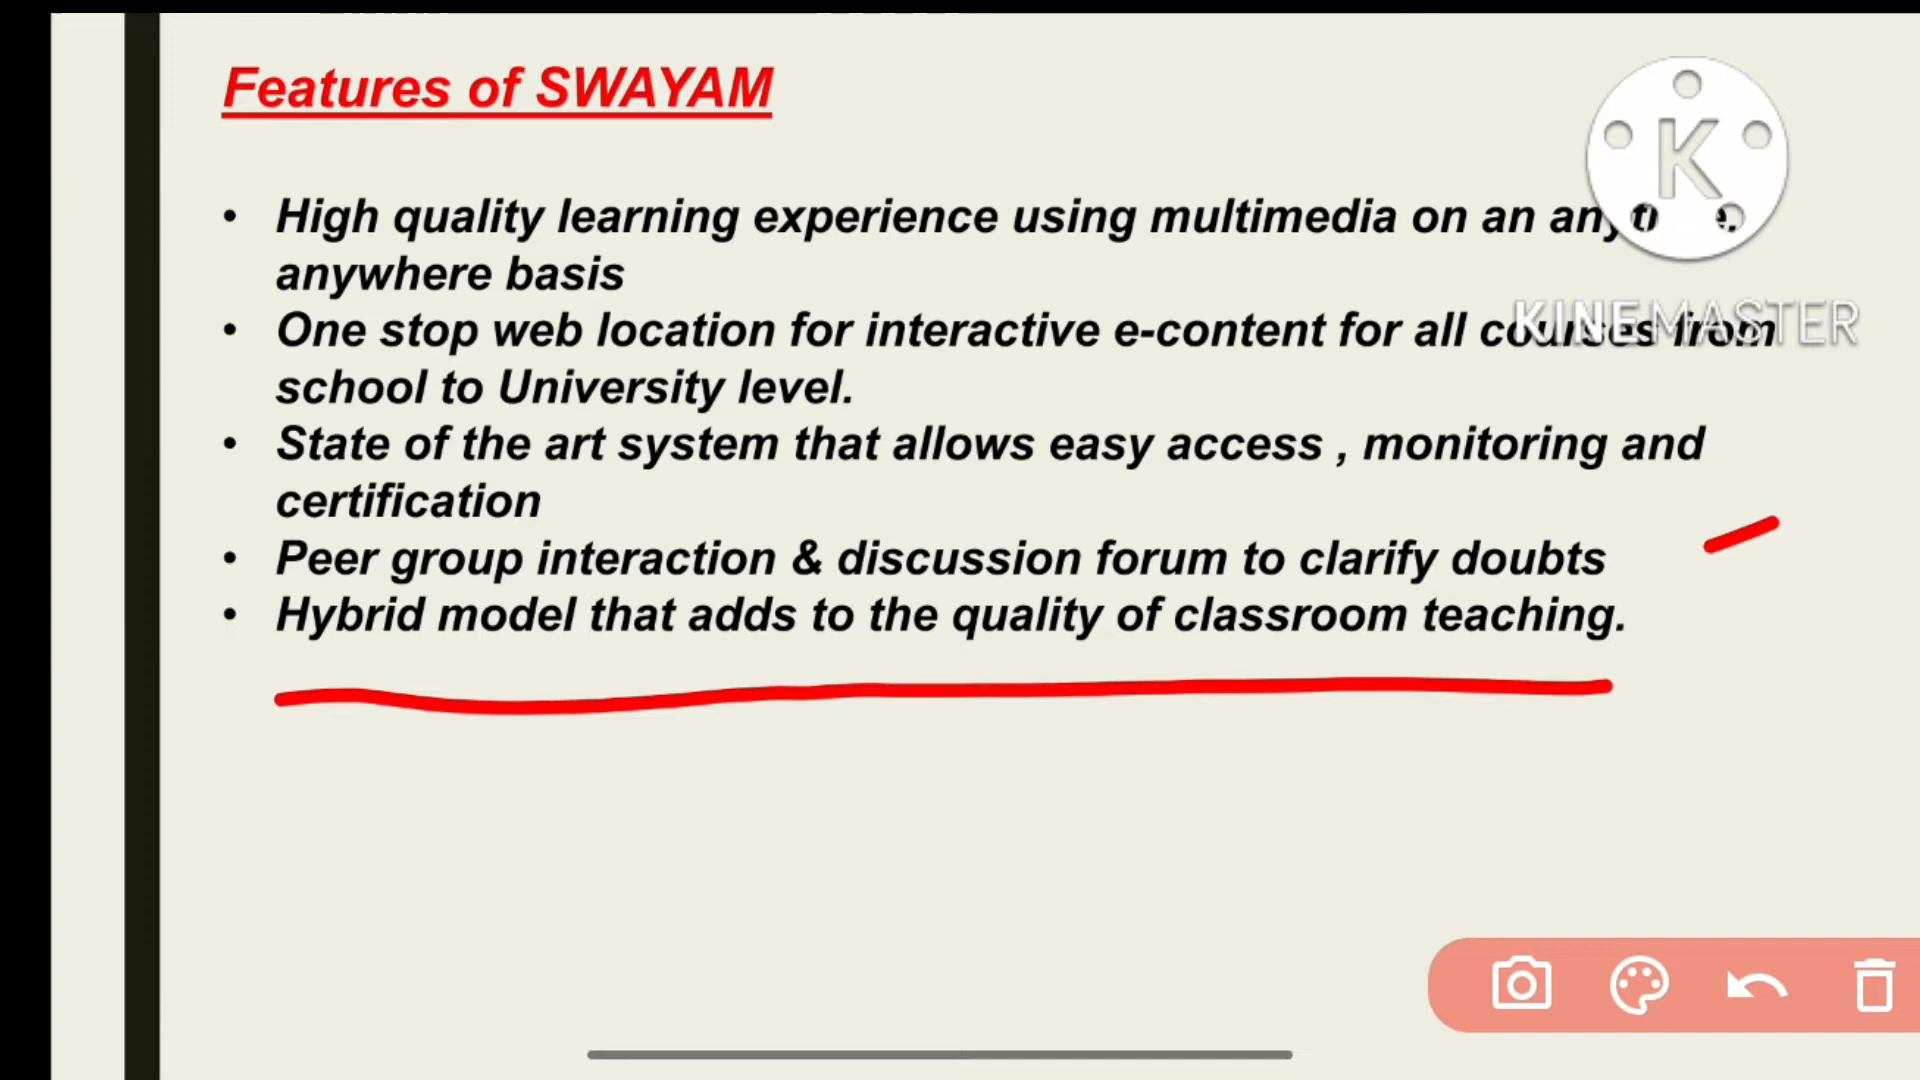 Features of SWAYAM
K
• High quality learning experience using multimedia on an anytime,
anywhere basis
KINEMASTER
• One stop web location for interactive e-content for all courses from
school to University level.
• State of the art system that allows easy access , monitoring and
certification
• Peer group interaction & discussion forum to clarify doubts
• Hybrid model that adds to the quality of classroom teaching.